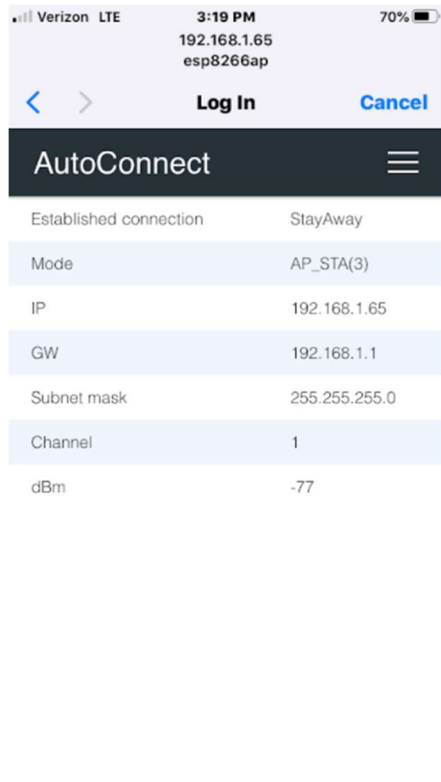 Verizon LTE 3:19 PM 70%
192.168.1.65
esp8266ap
Log In Cancel
AutoConnect
Established connection StayAway
Mode AP_STA(3)
IP 192.168.1.65
GW 192.168.1.1
Subnet mask 255.255.255.0
Channel 1
dBm -77